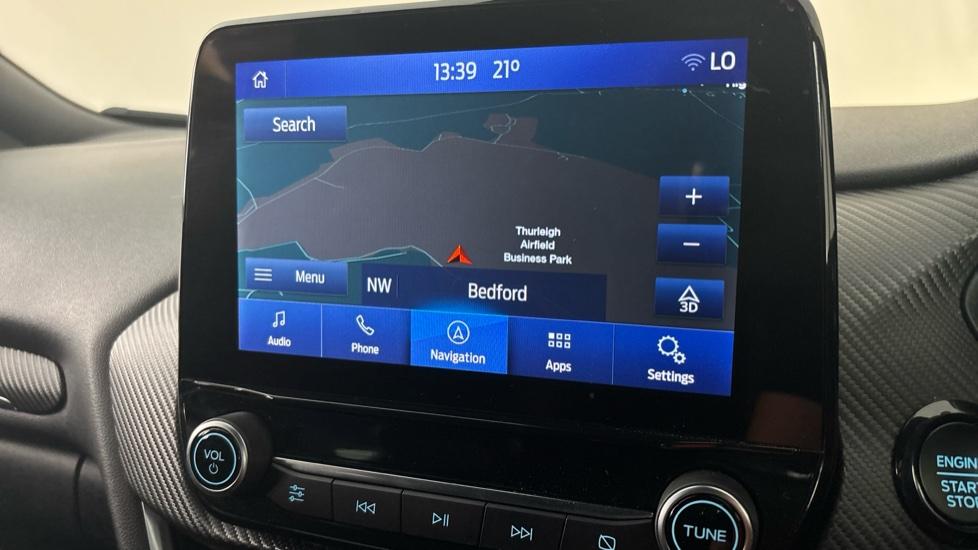 13:39 21° LO
Search
+
Thurleigh
Airfield
Business Park
−
Menu
NW Bedford
3D
Audio
Phone
Navigation
Apps
Settings
VOL
TUNE
ENGIN
START
STOP